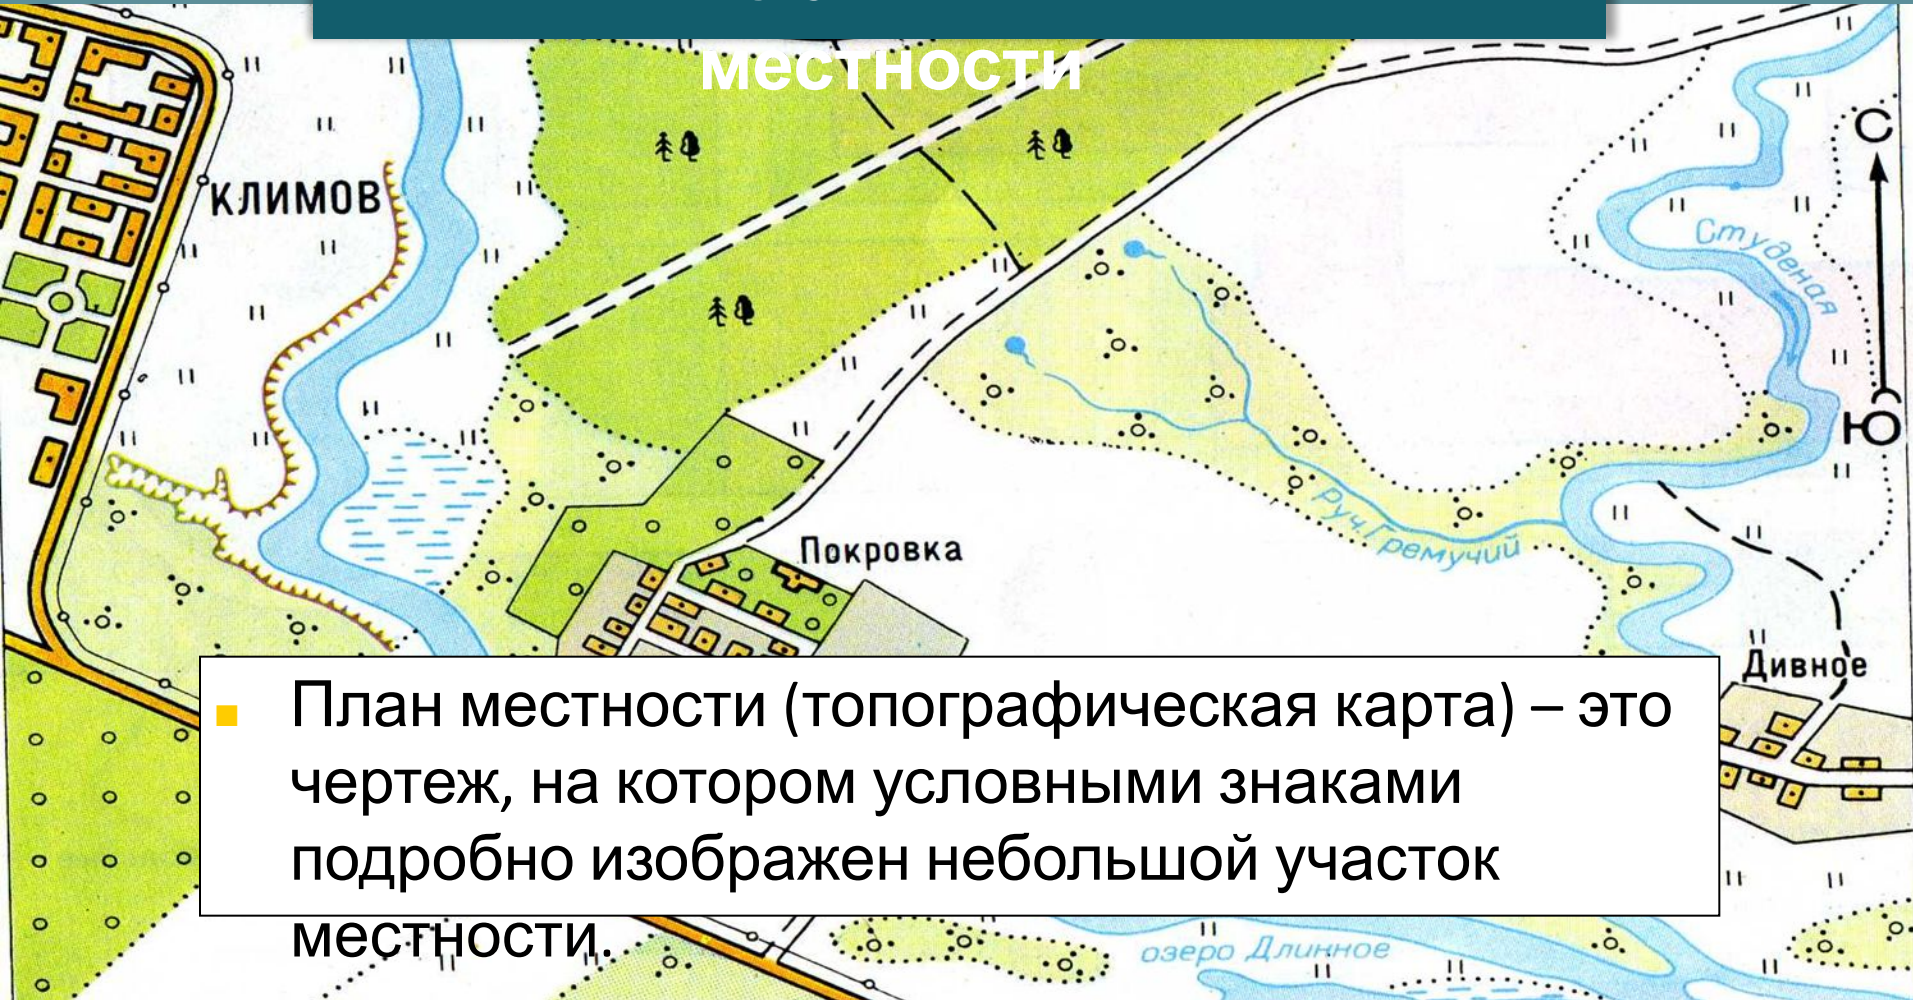 местности
С
КЛИМОВ
Студеная
Ю
Руч. Гремучий
Покровка
Дивное
■ План местности (топографическая карта) – это
чертеж, на котором условными знаками
подробно изображен небольшой участок
местности.
озеро Длинное